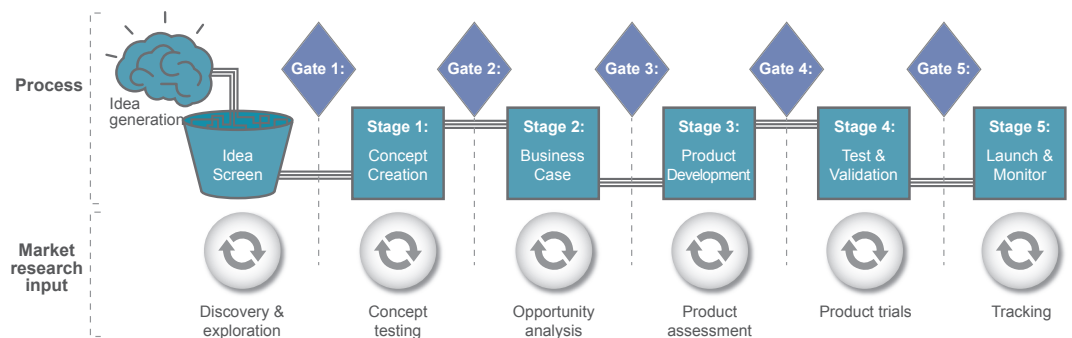 Process
Idea
generation
Idea
Screen
Gate 1:
Gate 2:
Gate 3:
Gate 4:
Gate 5:
Stage 1:
Concept
Creation
Stage 2:
Business
Case
Stage 3:
Product
Development
Stage 4:
Test &
Validation
Stage 5:
Launch &
Monitor
Market
research
input
Discovery &
exploration
Concept
testing
Opportunity
analysis
Product
assessment
Product trials
Tracking